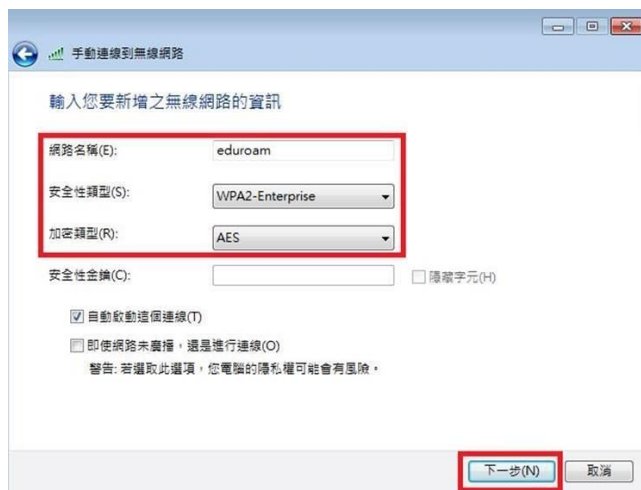 手動連線到無線網路
輸入您要新增之無線網路的資訊
網路名稱(E): eduroam
安全性類型(S): WPA2-Enterprise
加密類型(R): AES
安全性金鑰(C): 隱藏字元(H)
自動啟動這個連線(T)
即使網路未廣播，還是進行連線(O)
警告: 若選取此選項，您電腦的隱私權可能會有風險。
下一步(N) 取消